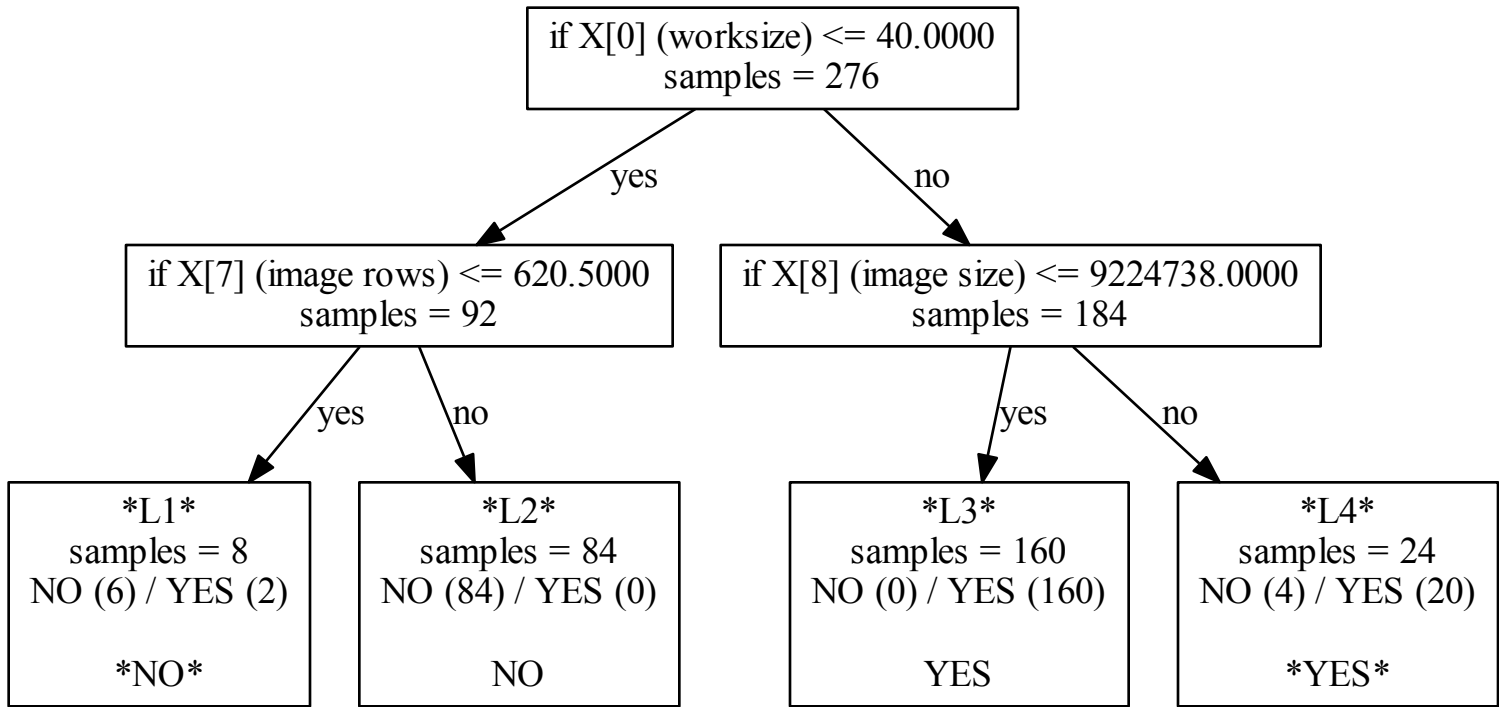 if X[0] (worksize) <= 40.0000
samples = 276
yes
no
if X[7] (image rows) <= 620.5000
samples = 92
if X[8] (image size) <= 9224738.0000
samples = 184
yes
no
yes
no
*L1*
samples = 8
NO (6) / YES (2)
*NO*
*L2*
samples = 84
NO (84) / YES (0)
NO
*L3*
samples = 160
NO (0) / YES (160)
YES
*L4*
samples = 24
NO (4) / YES (20)
*YES*